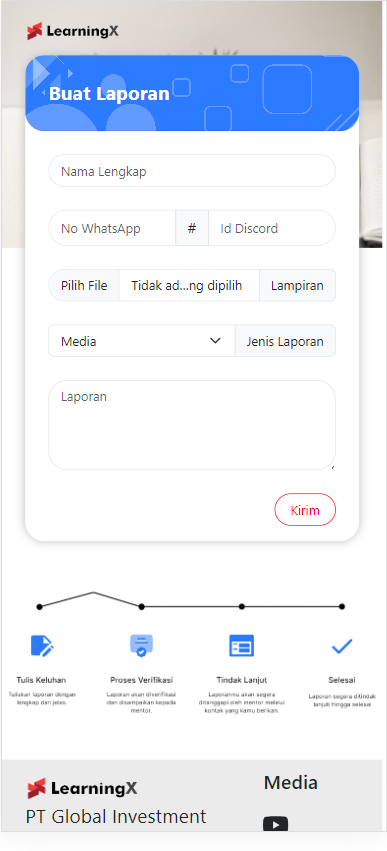 LearningX
Buat Laporan
Nama Lengkap
No WhatsApp # Id Discord
Pilih File Tidak ad...ng dipilih Lampiran
Media Jenis Laporan
Laporan
Kirim
Tulis Keluhan
Tuliskan laporan dengan
lengkap dan jelas.
Proses Verifikasi
Laporan akan diverifikasi
dan disampaikan kepada
mentor.
Tindak Lanjut
Laporanmu akan segera
ditanggapi oleh mentor melalui
kontak yang kamu berikan.
Selesai
Laporan segera ditindak
lanjuti hingga selesai
LearningX
PT Global Investment
Media